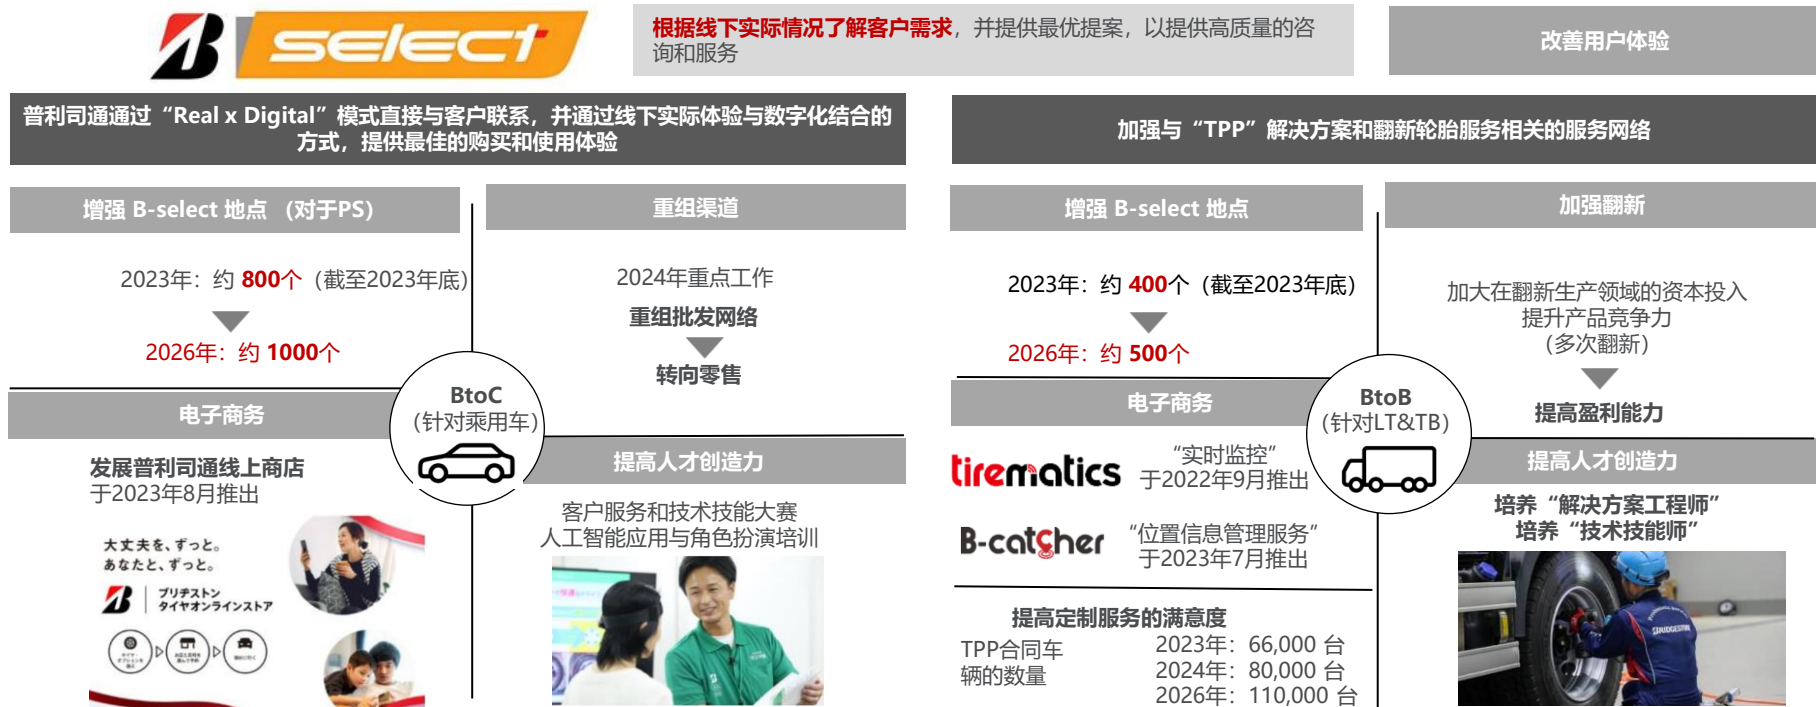 select
根据线下实际情况了解客户需求，并提供最优提案，以提供高质量的咨
询和服务
改善用户体验
普利司通通过“Real x Digital”模式直接与客户联系，并通过线下实际体验与数字化结合的
方式，提供最佳的购买和使用体验
增强 B-select 地点 （对于PS）
2023年：约 800个（截至2023年底）
2026年：约 1000个
重组渠道
2024年重点工作
重组批发网络
转向零售
BtoC
（针对乘用车）
电子商务
发展普利司通线上商店
于2023年8月推出
大丈夫を、ずっと。
あなたと、ずっと。
ブリヂストン
タイヤオンラインストア
提高人才创造力
客户服务和技术技能大赛
人工智能应用与角色扮演培训
加强与“TPP”解决方案和翻新轮胎服务相关的服务网络
增强 B-select 地点
2023年：约 400个（截至2023年底）
2026年：约 500个
加强翻新
加大在翻新生产领域的资本投入
提升产品竞争力
（多次翻新）
提高盈利能力
BtoB
（针对LT&TB）
电子商务
tirematics
“实时监控”
于2022年9月推出
B-catcher
“位置信息管理服务”
于2023年7月推出
提高定制服务的满意度
TPP合同车
辆的数量
2023年：66,000 台
2024年：80,000 台
2026年：110,000 台
提高人才创造力
培养“解决方案工程师”
培养“技术技能师”
BRIDGESTONE